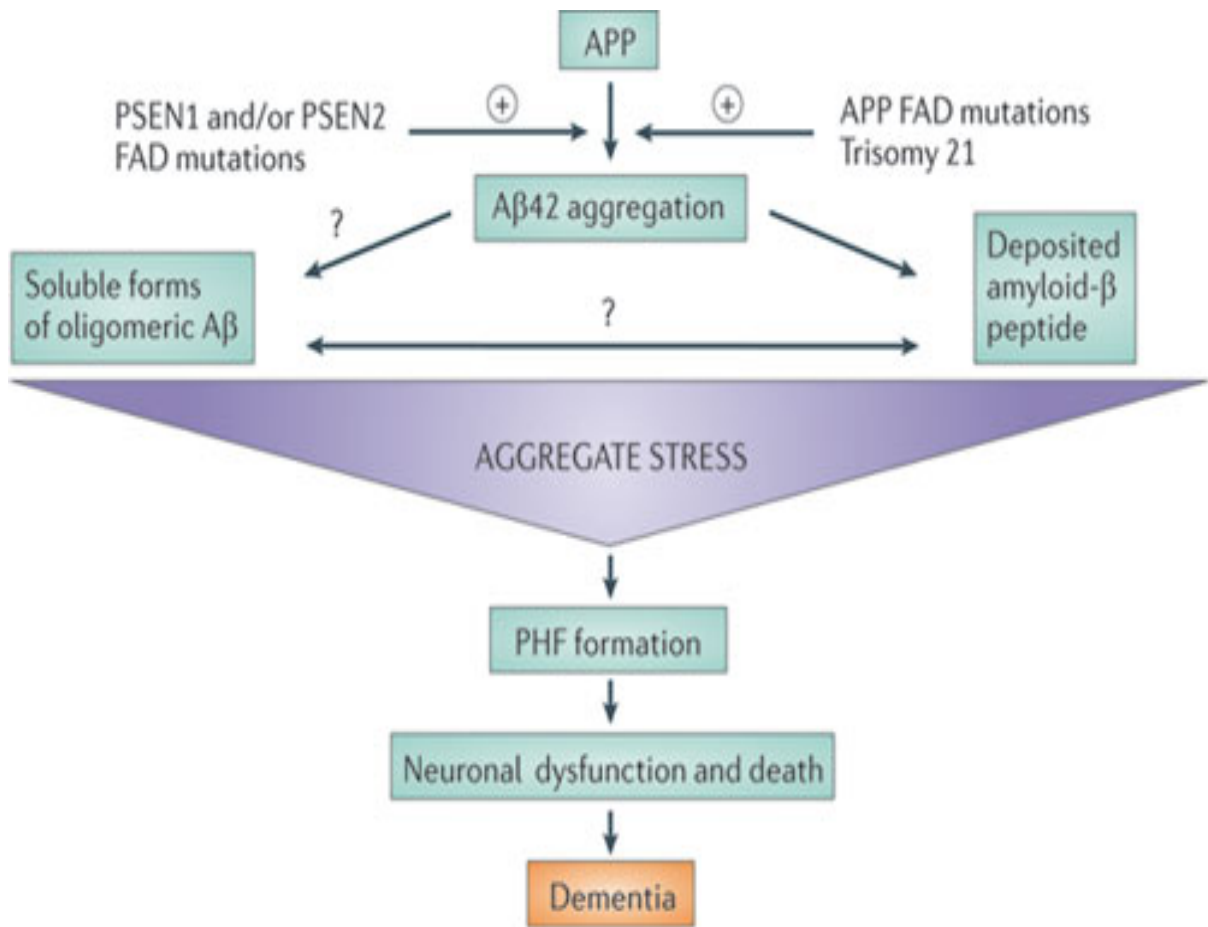 APP
PSEN1 and/or PSEN2
FAD mutations
+
+
APP FAD mutations
Trisomy 21
Aβ42 aggregation
?
Soluble forms
of oligomeric Aβ
?
Deposited
amyloid-β
peptide
AGGREGATE STRESS
PHF formation
Neuronal dysfunction and death
Dementia